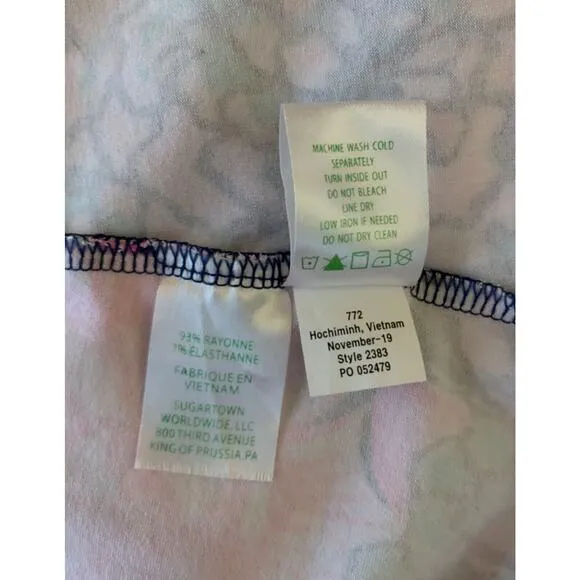 MACHINE WASH COLD
SEPARATELY
TURN INSIDE OUT
DO NOT BLEACH
LINE DRY
LOW IRON IF NEEDED
DO NOT DRY CLEAN
772
Hochiminh, Vietnam
November-19
Style 2383
PO 052479
93% RAYONNE
7% ELASTHANNE
FABRIQUE EN
VIETNAM
SUGARTOWN
WORLDWIDE, LLC
800 THIRD AVENUE
KING OF PRUSSIA, PA